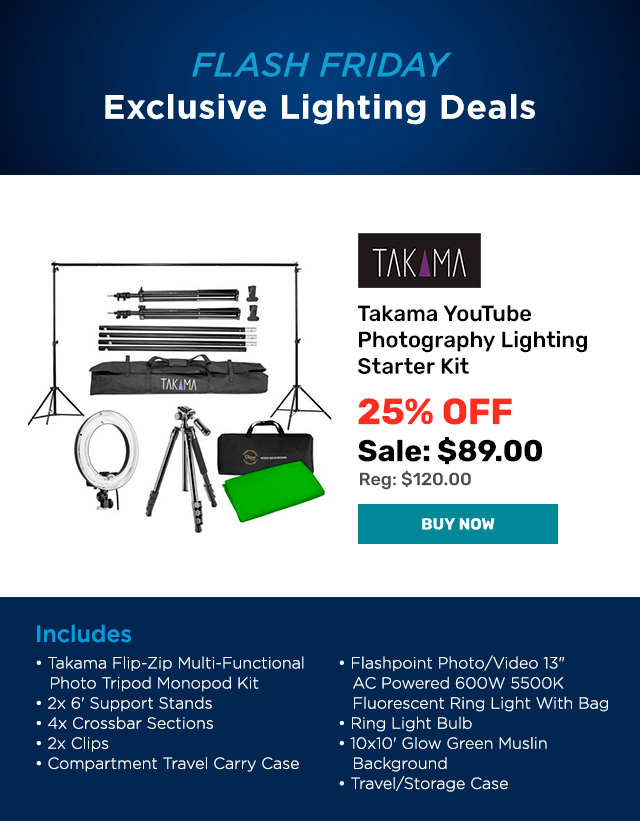 FLASH FRIDAY
Exclusive Lighting Deals
TAKAMA
TAKAMA
Takama YouTube
Photography Lighting
Starter Kit
25% OFF
Sale: $89.00
Reg: $120.00
BUY NOW
Includes
• Takama Flip-Zip Multi-Functional
Photo Tripod Monopod Kit
• 2x 6' Support Stands
• 4x Crossbar Sections
• 2x Clips
• Compartment Travel Carry Case
• Flashpoint Photo/Video 13"
AC Powered 600W 5500K
Fluorescent Ring Light With Bag
• Ring Light Bulb
• 10x10' Glow Green Muslin
Background
• Travel/Storage Case